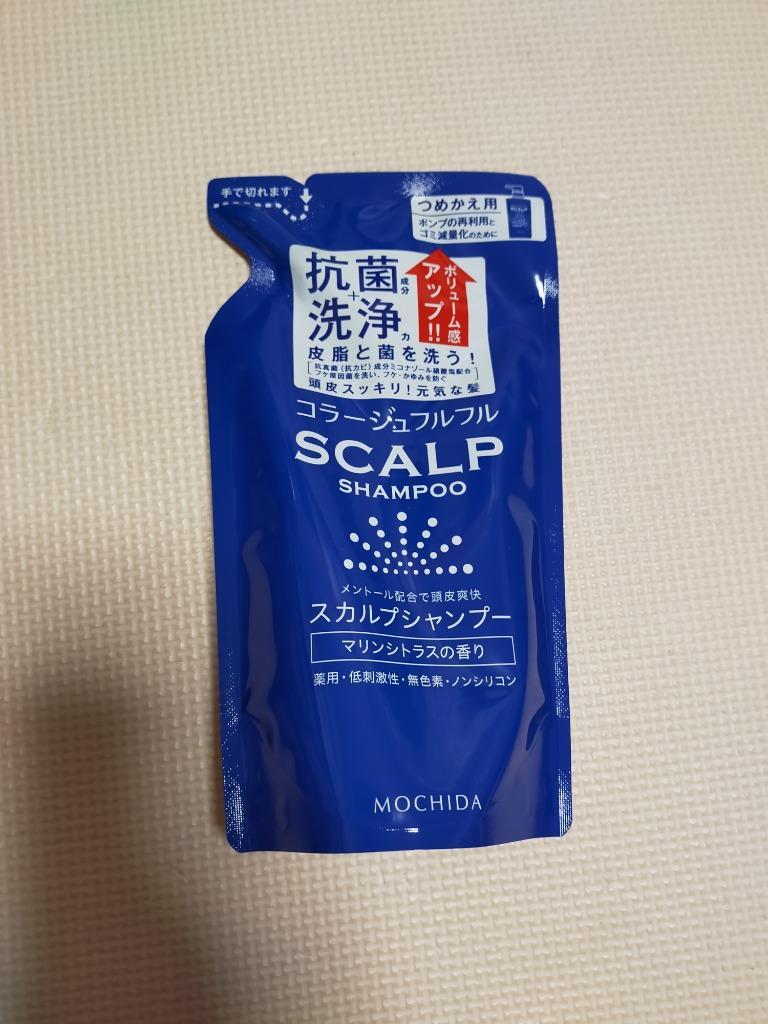 手で切れます
つめかえ用
ポンプの再利用と
ゴミ減量化のために
SCALP
抗菌成分
+
洗浄力
ボリューム感
アップ!!
皮脂と菌を洗う!
抗真菌(抗カビ)成分ミコナゾール硝酸塩配合
フケ原因菌を洗い、フケ・かゆみを防ぐ
頭皮スッキリ!元気な髪
コラージュフルフル
SCALP
SHAMPOO
メントール配合で頭皮爽快
スカルプシャンプー
マリンシトラスの香り
薬用・低刺激性・無色素・ノンシリコン
MOCHIDA